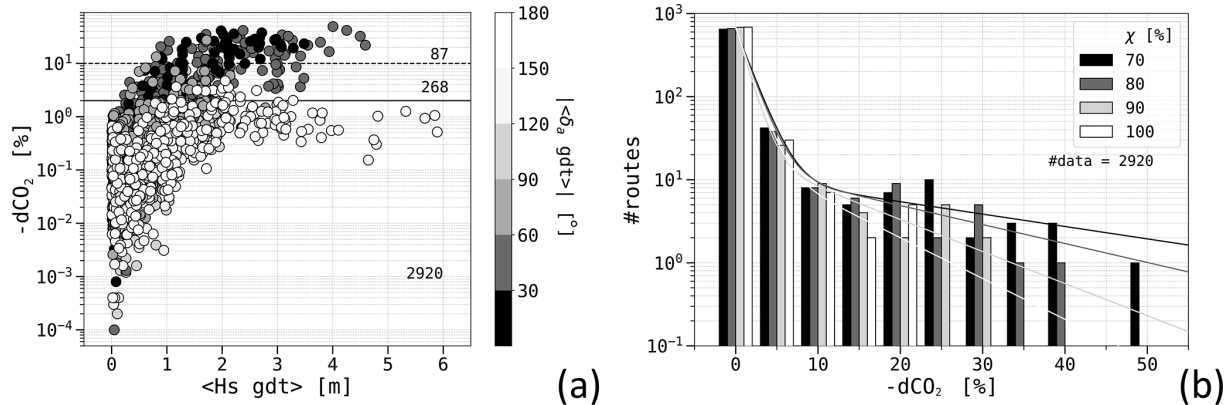 180
150
120
90
60
30
|<δₐ gdt>| [°]
10¹
10⁰
10⁻¹
10⁻²
10⁻³
10⁻⁴
-dCO₂ [%]
87
268
2920
0 1 2 3 4 5 6
<Hs gdt> [m]
(a)
10³
10²
10¹
10⁰
10⁻¹
#routes
χ [%]
70
80
90
100
#data = 2920
0 10 20 30 40 50
-dCO₂ [%]
(b)